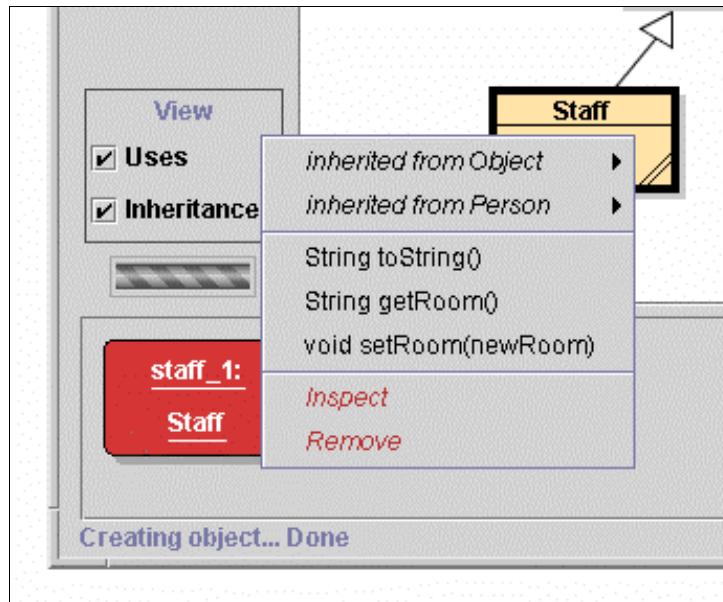 Staff
View
Uses
Inheritance
inherited from Object
inherited from Person
String toString()
String getRoom()
void setRoom(newRoom)
Inspect
Remove
staff_1:
Staff
Creating object... Done